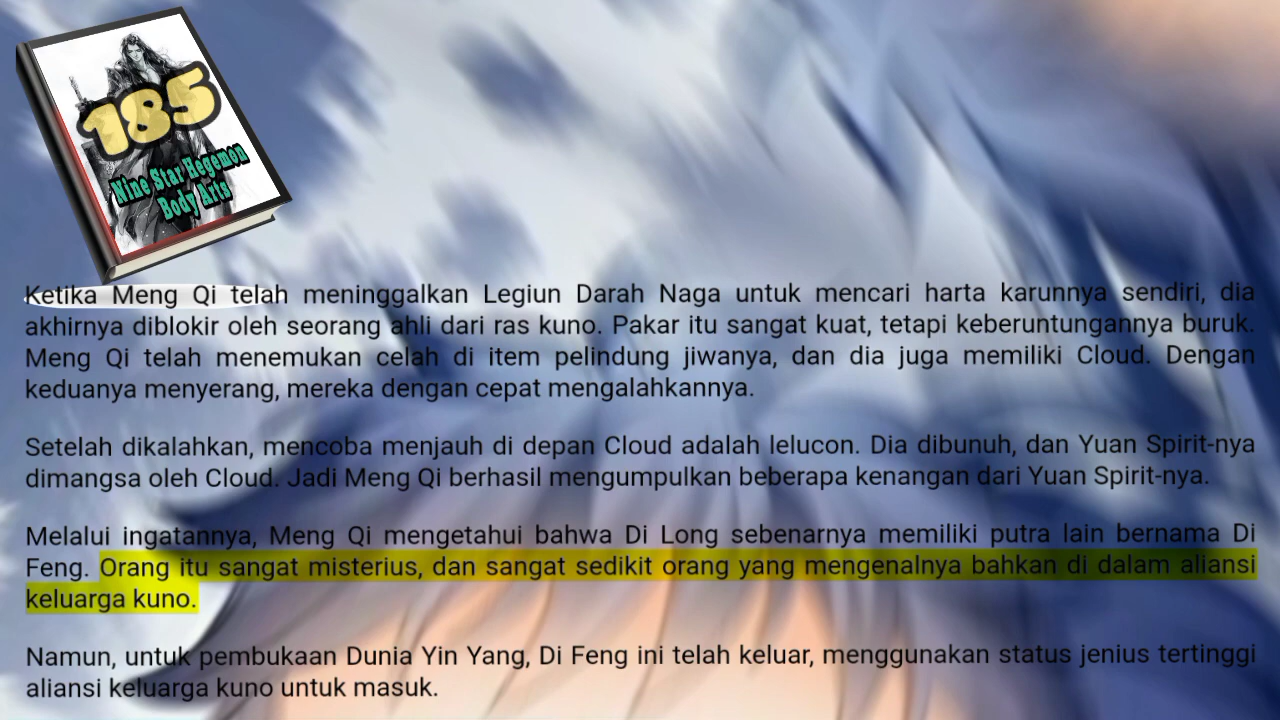 185
Nine Star Hegemon
Body Arts
Ketika Meng Qi telah meninggalkan Legiun Darah Naga untuk mencari harta karunnya sendiri, dia
akhirnya diblokir oleh seorang ahli dari ras kuno. Pakar itu sangat kuat, tetapi keberuntungannya buruk.
Meng Qi telah menemukan celah di item pelindung jiwanya, dan dia juga memiliki Cloud. Dengan
keduanya menyerang, mereka dengan cepat mengalahkannya.
Setelah dikalahkan, mencoba menjauh di depan Cloud adalah lelucon. Dia dibunuh, dan Yuan Spirit-nya
dimangsa oleh Cloud. Jadi Meng Qi berhasil mengumpulkan beberapa kenangan dari Yuan Spirit-nya.
Melalui ingatannya, Meng Qi mengetahui bahwa Di Long sebenarnya memiliki putra lain bernama Di
Feng. Orang itu sangat misterius, dan sangat sedikit orang yang mengenalnya bahkan di dalam aliansi
keluarga kuno.
Namun, untuk pembukaan Dunia Yin Yang, Di Feng ini telah keluar, menggunakan status jenius tertinggi
aliansi keluarga kuno untuk masuk.